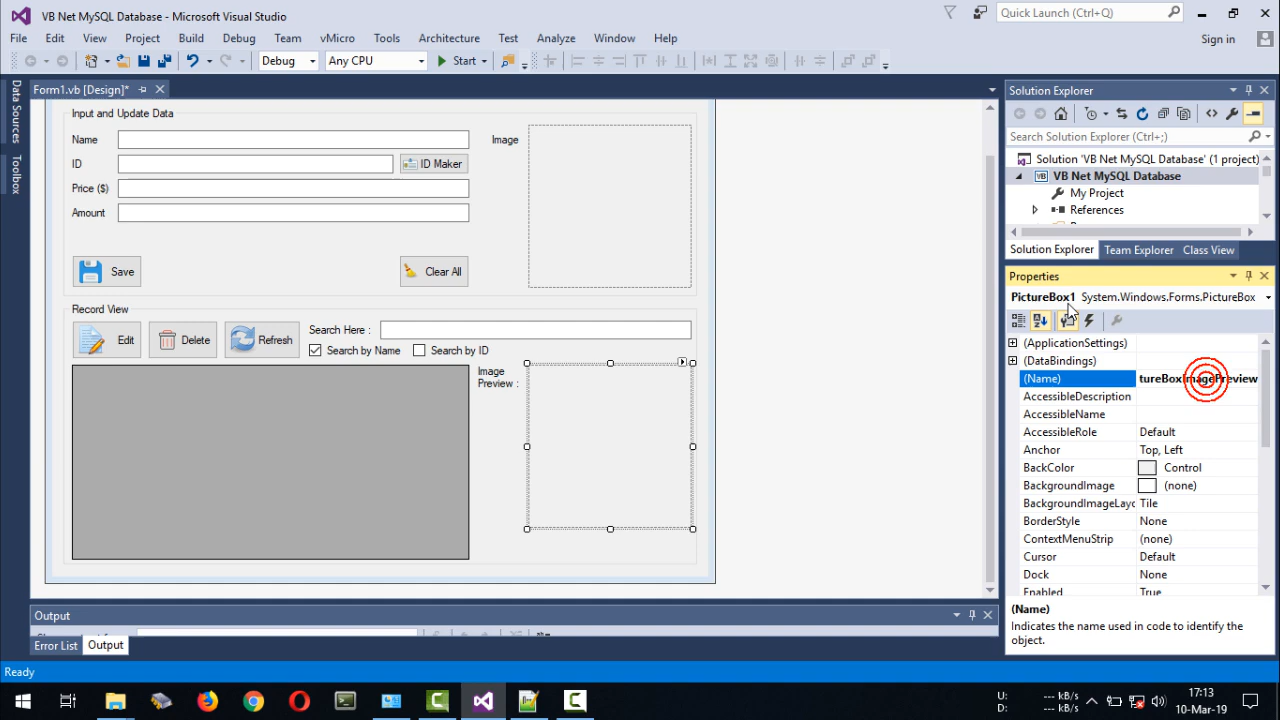 VB Net MySQL Database - Microsoft Visual Studio
Quick Launch (Ctrl+Q)
File Edit View Project Build Debug Team vMicro Tools Architecture Test Analyze Window Help
Sign in
Debug Any CPU Start
Form1.vb [Design]*
Data Sources
Toolbox
Input and Update Data
Name
Image
ID
ID Maker
Price ($)
Amount
Save
Clear All
Record View
Edit
Delete
Refresh
Search Here :
Search by Name
Search by ID
Image
Preview :
Solution Explorer
Search Solution Explorer (Ctrl+;)
Solution 'VB Net MySQL Database' (1 project)
VB Net MySQL Database
My Project
References
Solution Explorer Team Explorer Class View
Properties
PictureBox1 System.Windows.Forms.PictureBox
(ApplicationSettings)
(DataBindings)
(Name) tureBoxImagePreview
AccessibleDescription
AccessibleName
AccessibleRole Default
Anchor Top, Left
BackColor Control
BackgroundImage (none)
BackgroundImageLayo Tile
BorderStyle None
ContextMenuStrip (none)
Cursor Default
Dock None
Enabled True
(Name)
Indicates the name used in code to identify the
object.
Output
Error List Output
Ready
U: --- kB/s
D: --- kB/s
17:13
10-Mar-19